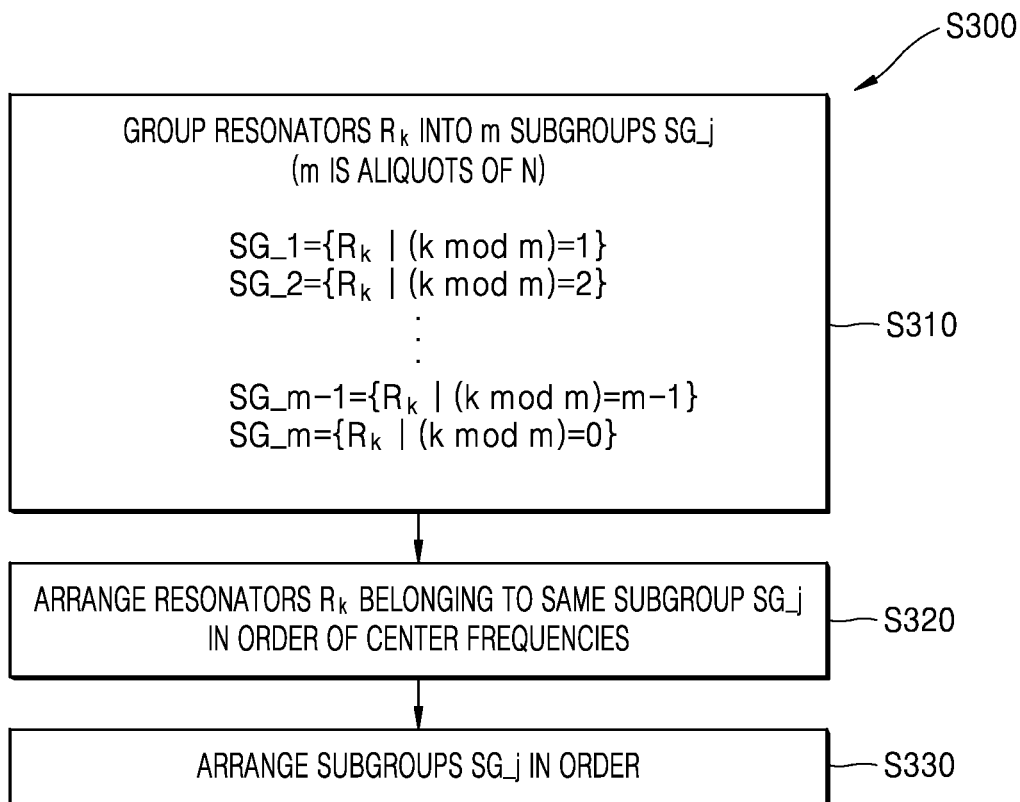 S300
GROUP RESONATORS Rk INTO m SUBGROUPS SG_j
(m IS ALIQUOTS OF N)
SG_1={Rk | (k mod m)=1}
SG_2={Rk | (k mod m)=2}
.
.
.
SG_m-1={Rk | (k mod m)=m-1}
SG_m={Rk | (k mod m)=0}
S310
ARRANGE RESONATORS Rk BELONGING TO SAME SUBGROUP SG_j
IN ORDER OF CENTER FREQUENCIES
S320
ARRANGE SUBGROUPS SG_j IN ORDER
S330